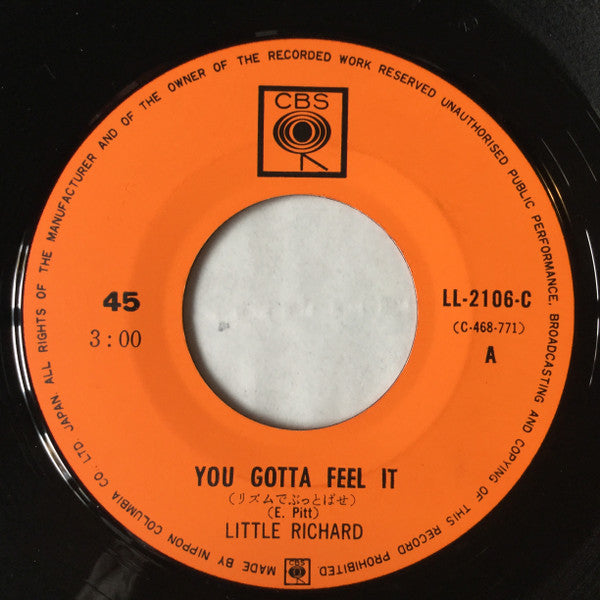 ALL RIGHTS OF THE MANUFACTURER AND OF THE OWNER OF THE RECORDED WORK RESERVED UNAUTHORISED PUBLIC PERFORMANCE, BROADCASTING AND COPYING OF THIS RECORD PROHIBITED.
CBS
45
3:00
LL-2106-C
(C-468-771)
A
YOU GOTTA FEEL IT
(リズムでぶっとばせ)
(E. Pitt)
LITTLE RICHARD
CBS
MADE BY NIPPON COLUMBIA CO. LTD. JAPAN